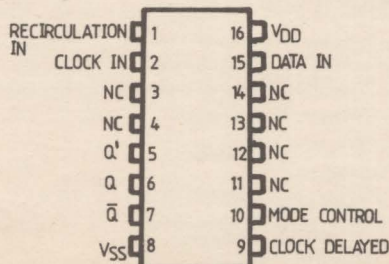 RECIRCULATION IN 1 16 VDD
CLOCK IN 2 15 DATA IN
NC 3 14 NC
NC 4 13 NC
Q' 5 12 NC
Q 6 11 NC
Q̅ 7 10 MODE CONTROL
VSS 8 9 CLOCK DELAYED